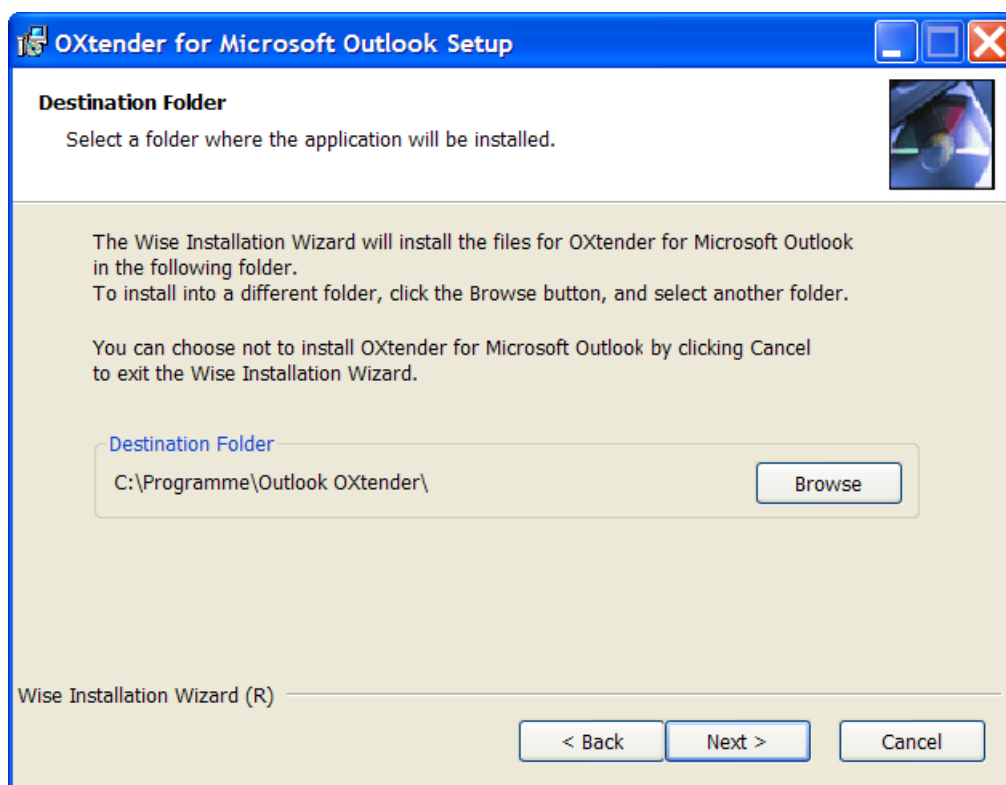 OXtender for Microsoft Outlook Setup
Destination Folder
Select a folder where the application will be installed.
The Wise Installation Wizard will install the files for OXtender for Microsoft Outlook
in the following folder.
To install into a different folder, click the Browse button, and select another folder.
You can choose not to install OXtender for Microsoft Outlook by clicking Cancel
to exit the Wise Installation Wizard.
Destination Folder
C:\Programme\Outlook OXtender\
Browse
Wise Installation Wizard (R)
< Back
Next >
Cancel